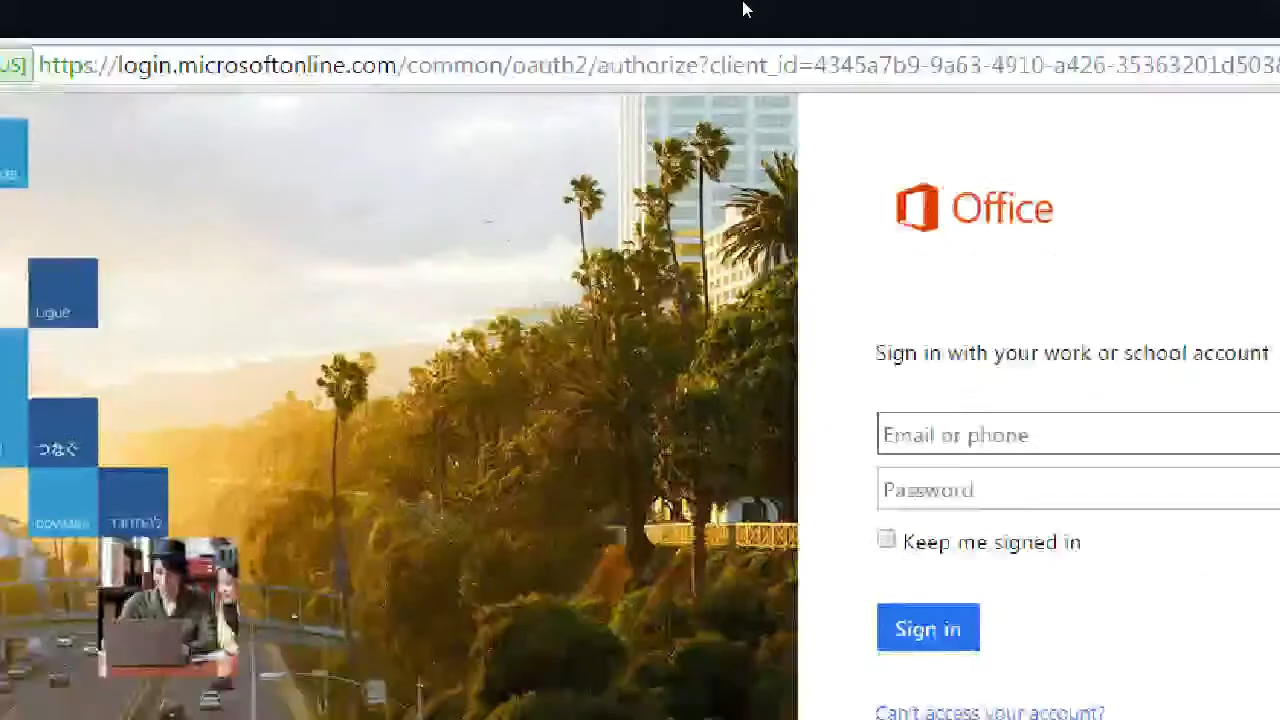 US] https://login.microsoftonline.com/common/oauth2/authorize?client_id=4345a7b9-9a63-4910-a426-35363201d503&
Office
Ligue
Sign in with your work or school account
Email or phone
つなぐ
Password
Keep me signed in
Sign in
Can't access your account?